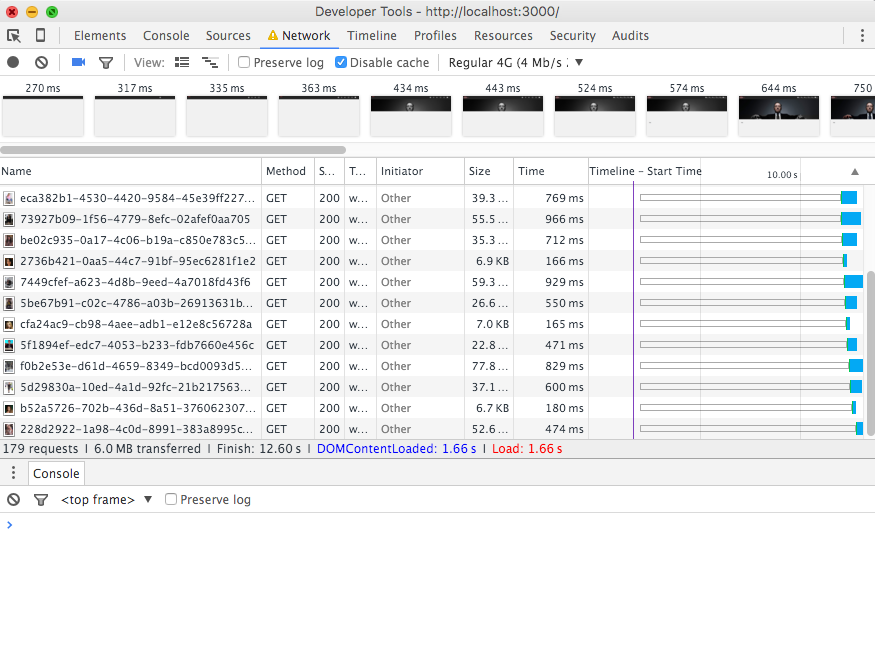 Developer Tools - http://localhost:3000/
Elements Console Sources Network Timeline Profiles Resources Security Audits
View: Preserve log Disable cache Regular 4G (4 Mb/s
270 ms 317 ms 335 ms 363 ms 434 ms 443 ms 524 ms 574 ms 644 ms 750
Name Method S... T... Initiator Size Time Timeline – Start Time 10.00 s
eca382b1-4530-4420-9584-45e39ff227... GET 200 w... Other 39.3 ... 769 ms
73927b09-1f56-4779-8efc-02afef0aa705 GET 200 w... Other 55.5 ... 966 ms
be02c935-0a17-4c06-b19a-c850e783c5... GET 200 w... Other 35.3 ... 712 ms
2736b421-0aa5-44c7-91bf-95ec6281f1e2 GET 200 w... Other 6.9 KB 166 ms
7449cfef-a623-4d8b-9eed-4a7018fd43f6 GET 200 w... Other 59.3 ... 929 ms
5be67b91-c02c-4786-a03b-26913631b... GET 200 w... Other 26.6 ... 550 ms
cfa24ac9-cb98-4aee-adb1-e12e8c56728a GET 200 w... Other 7.0 KB 165 ms
5f1894ef-edc7-4053-b233-fdb7660e456c GET 200 w... Other 22.8 ... 471 ms
f0b2e53e-d61d-4659-8349-bcd0093d5... GET 200 w... Other 77.8 ... 829 ms
5d29830a-10ed-4a1d-92fc-21b217563... GET 200 w... Other 37.1 ... 600 ms
b52a5726-702b-436d-8a51-376062307... GET 200 w... Other 6.7 KB 180 ms
228d2922-1a98-4c0d-8991-383a8995c... GET 200 w... Other 52.6 ... 474 ms
179 requests | 6.0 MB transferred | Finish: 12.60 s | DOMContentLoaded: 1.66 s | Load: 1.66 s
Console
<top frame> Preserve log